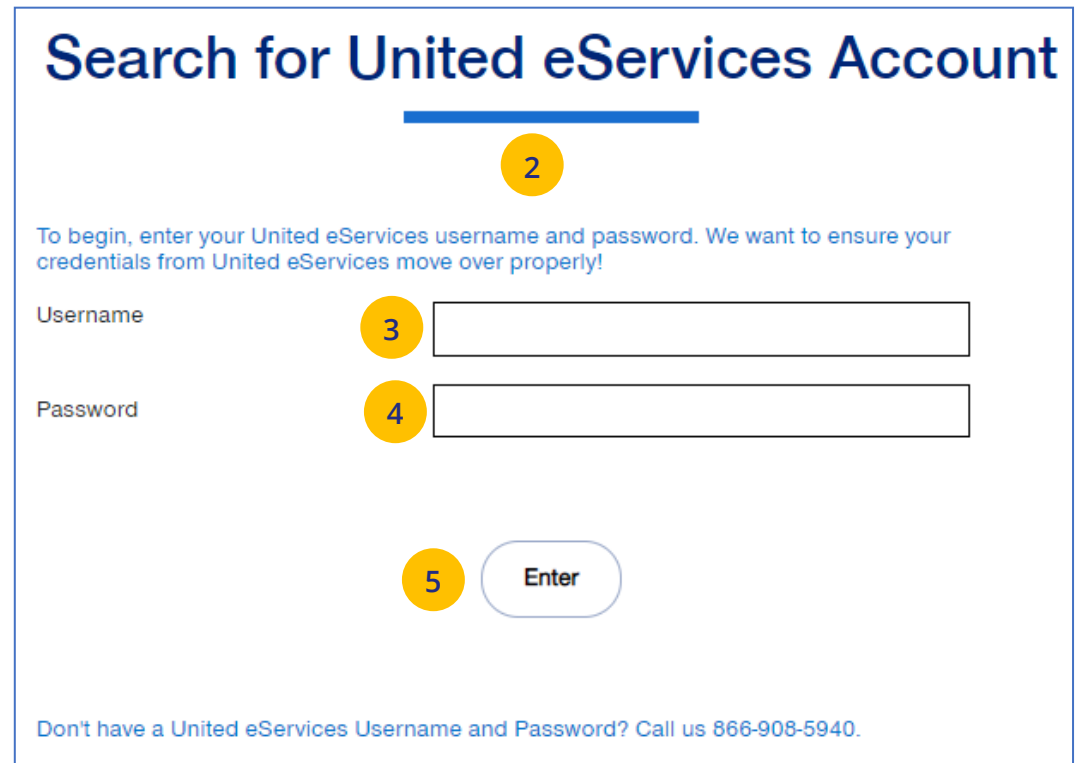 Search for United eServices Account
2
To begin, enter your United eServices username and password. We want to ensure your
credentials from United eServices move over properly!
Username
3
Password
4
5 Enter
Don't have a United eServices Username and Password? Call us 866-908-5940.